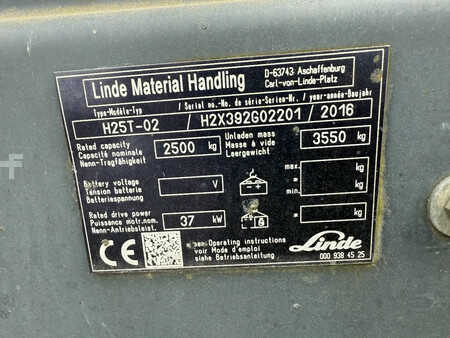 Linde Material Handling
D-63743 Aschaffenburg
Carl-von-Linde-Platz
Type-Modèle-Typ / Serial no.-No. de série-Serien-Nr. / year-année-Baujahr
H25T-02 / H2X392G02201 / 2016
Rated capacity
Capacité nominale
Nenn-Tragfähigkeit
2500 kg
Unladen mass
Masse à vide
Leermasse
3550 kg
Battery voltage
Tension batterie
Batteriespannung
V
max.
* kg
* kg
min.
Rated drive power
Puissance motr.nom.
Nenn-Antriebsleist.
37 kW
* kg
CE
see Operating instructions
voir Mode d'emploi
siehe Betriebsanleitung
Linde
000 938 45 25